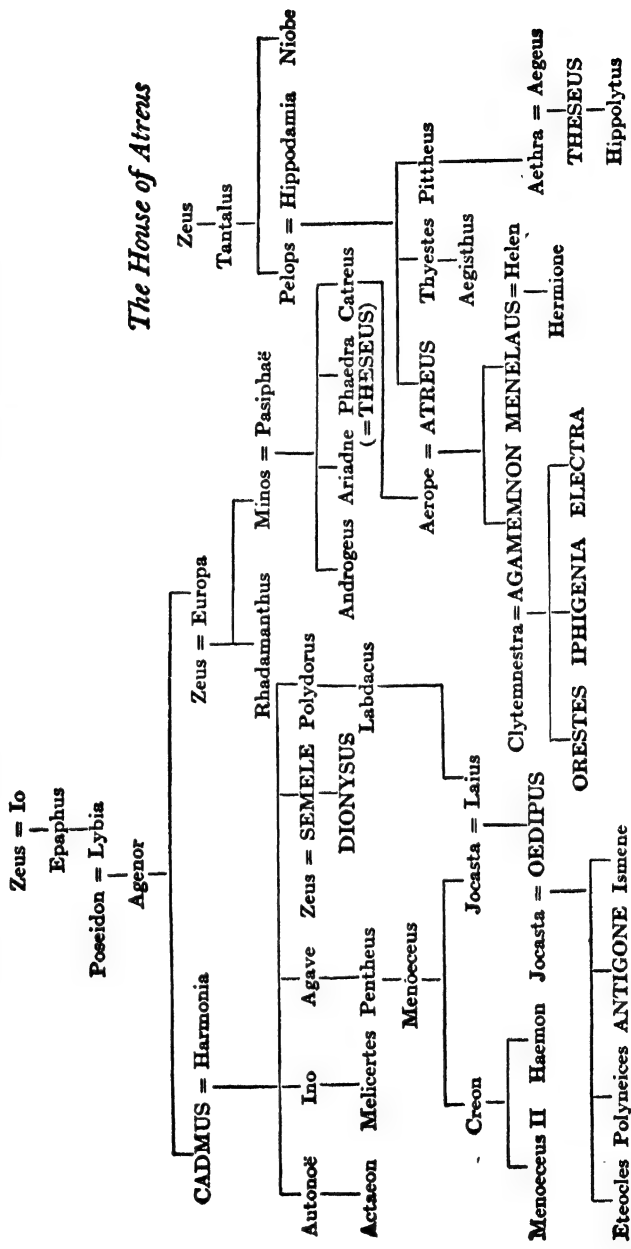 Zeus = Io
Epaphus
Poseidon = Lybia
Agenor
The House of Atreus
Zeus
CADMUS = Harmonia Zeus = Europa
Tantalus
Rhadamanthus Minos = Pasiphaë
Pelops = Hippodamia Niobe
Autonoë Ino Agave Zeus = SEMELE Polydorus
DIONYSUS
Androgeus Ariadne Phaedra Catreus
Actaeon Melicertes Pentheus Labdacus
(=THESEUS)
Menoeceus
Aerope = ATREUS Thyestes Pittheus
Creon Jocasta = Laius
Aegisthus
Clytemnestra=AGAMEMNON MENELAUS=Helen
Menoeceus II Haemon Jocasta = OEDIPUS
Aethra = Aegeus
Hermione
ORESTES IPHIGENIA ELECTRA
THESEUS
Eteocles Polyneices ANTIGONE Ismene
Hippolytus